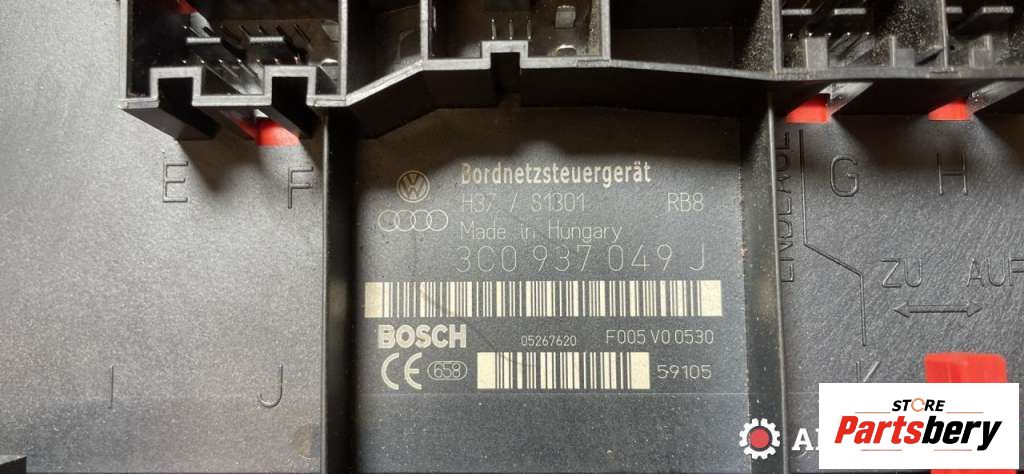 E
F
G
H
Bordnetzsteuergerät
H37 / S1301 RB8
Made in Hungary
3C0 937 049 J
ENDLAGE
ZU AUF
BOSCH 05267620 F005 V0 0530
CE 658 59105
I
J
K
STORE
Partsbery